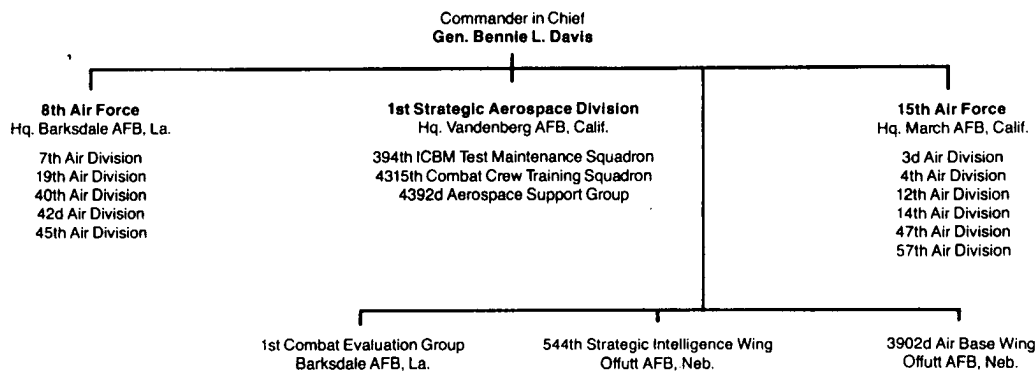 Commander in Chief
Gen. Bennie L. Davis
8th Air Force
Hq. Barksdale AFB, La.
7th Air Division
19th Air Division
40th Air Division
42d Air Division
45th Air Division
1st Strategic Aerospace Division
Hq. Vandenberg AFB, Calif.
394th ICBM Test Maintenance Squadron
4315th Combat Crew Training Squadron
4392d Aerospace Support Group
15th Air Force
Hq. March AFB, Calif.
3d Air Division
4th Air Division
12th Air Division
14th Air Division
47th Air Division
57th Air Division
1st Combat Evaluation Group
Barksdale AFB, La.
544th Strategic Intelligence Wing
Offutt AFB, Neb.
3902d Air Base Wing
Offutt AFB, Neb.